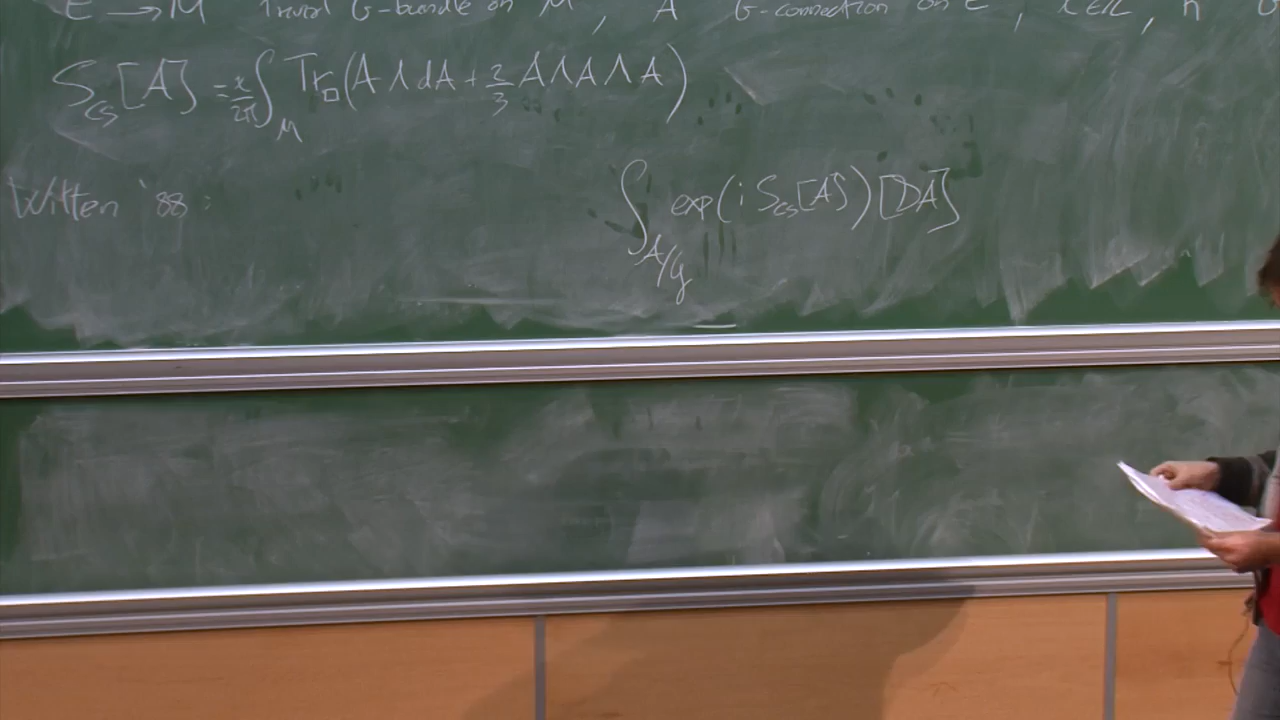 E → M trivial G-bundle on M, A G-connection on E,
S_cs[A] = k/2π ∫_M Tr_□(A ∧ dA + 2/3 A ∧ A ∧ A)
Witten '88: ∫_{A/G} exp(i S_cs[A]) [DA]